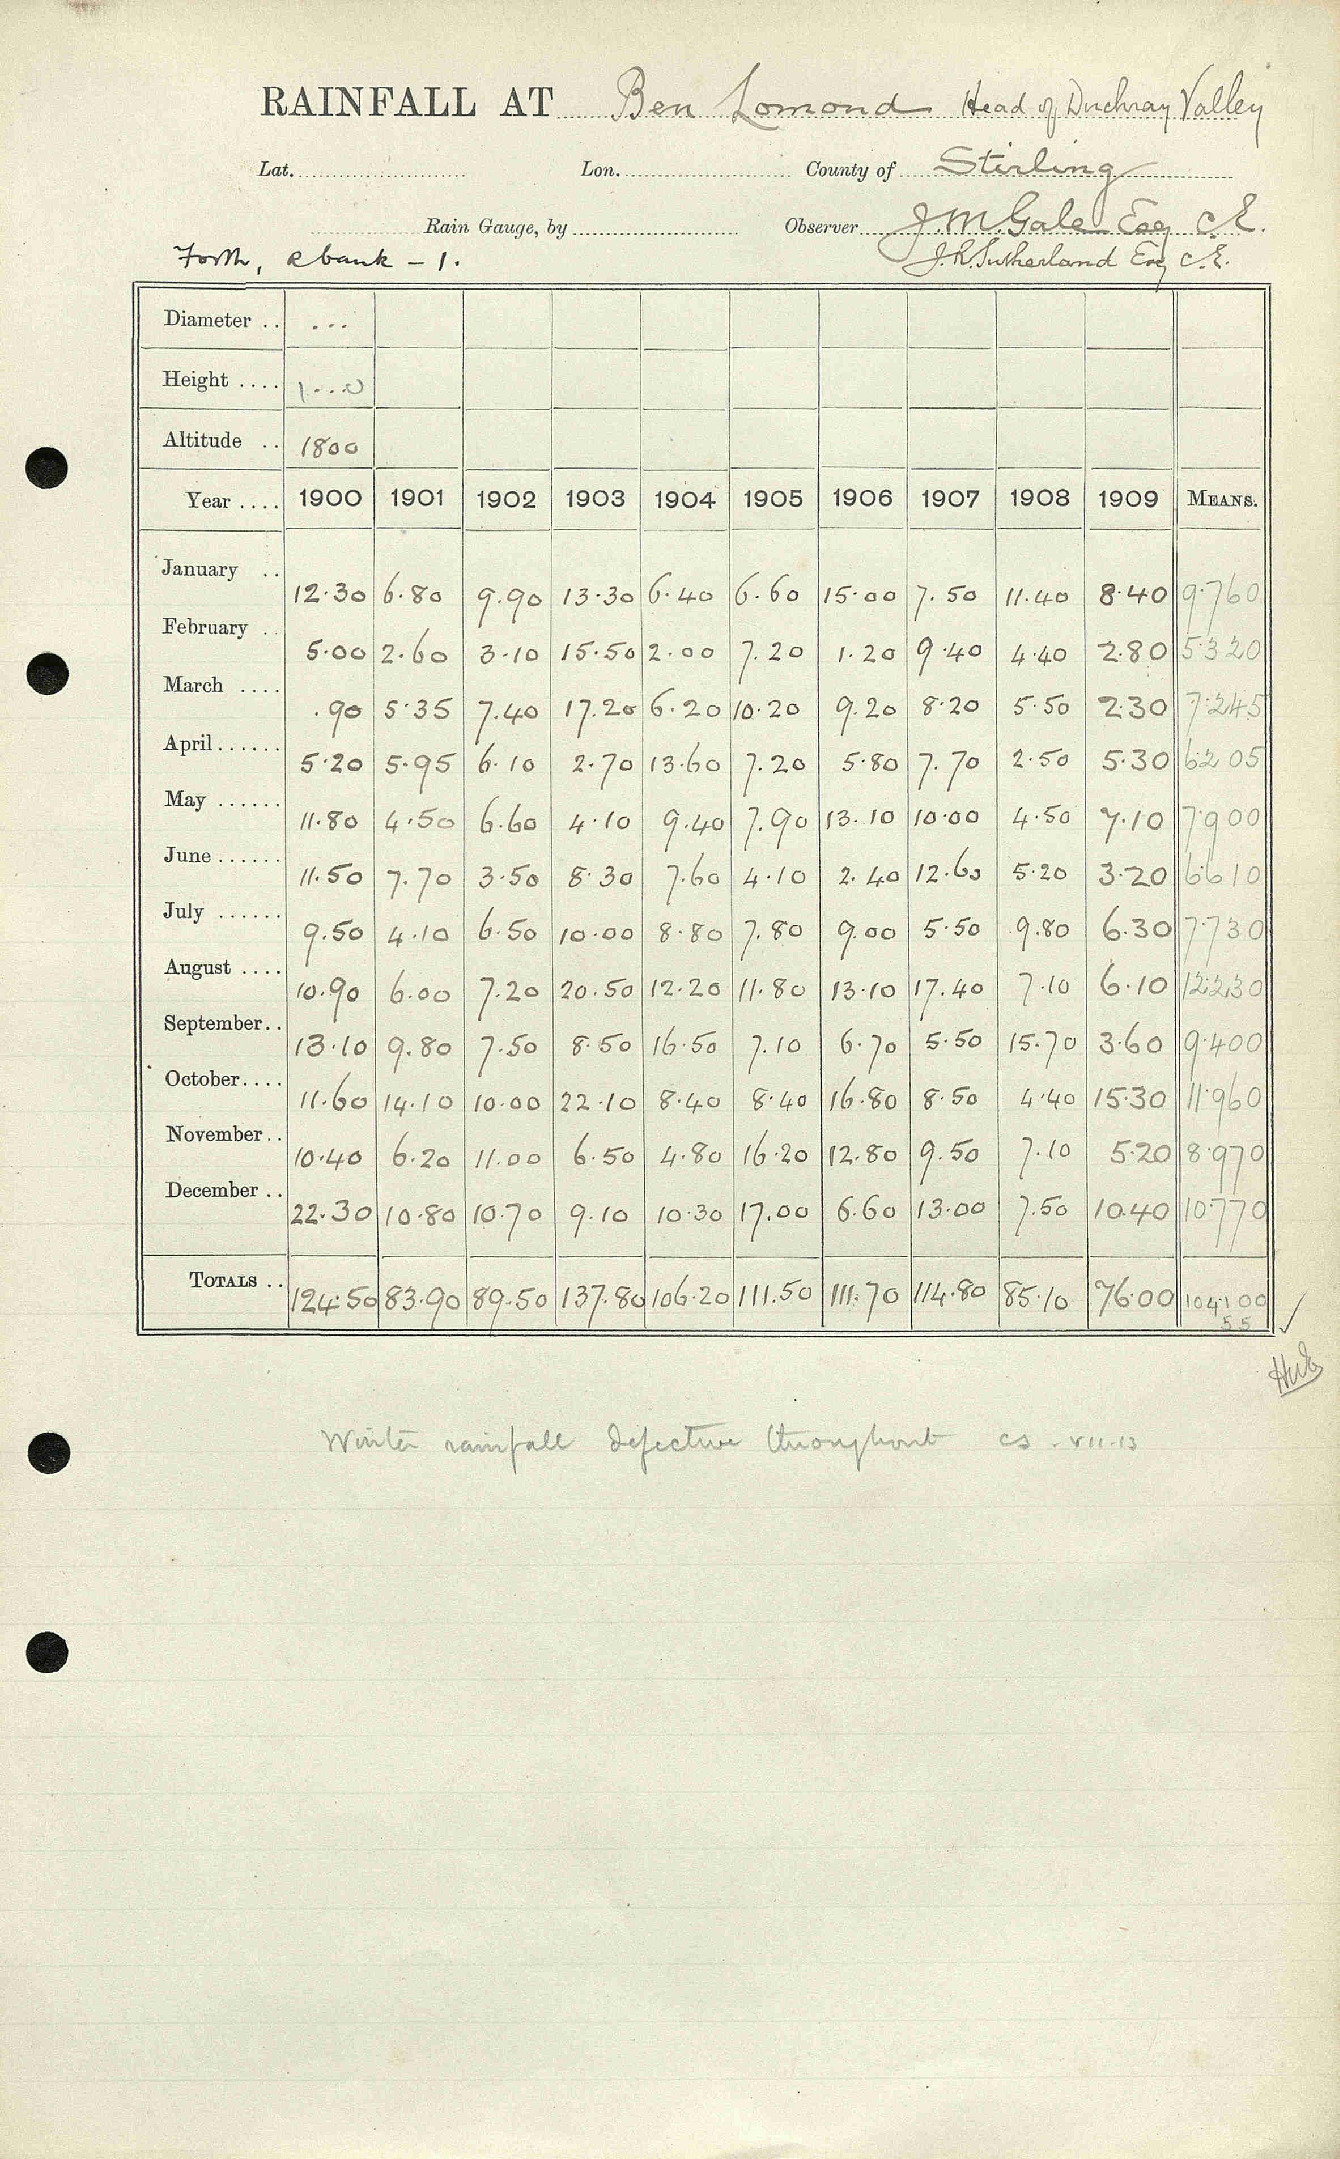 RAINFALL AT Ben Lomond Head of Duchray Valley
Lat. Lon. County of Stirling
Rain Gauge, by Observer J. M. Gale Esq C.E.
Forth, R bank - 1. J. R. Sutherland Esq C.E.
Diameter .. ...
Height .... 1...0
Altitude .. 1800
Year .... 1900 1901 1902 1903 1904 1905 1906 1907 1908 1909 MEANS.
January .. 12.30 6.80 9.90 13.30 6.40 6.60 15.00 7.50 11.40 8.40 9.760
February .. 5.00 2.60 3.10 15.50 2.00 7.20 1.20 9.40 4.40 2.80 5.320
March .... .90 5.35 7.40 17.20 6.20 10.20 9.20 8.20 5.50 2.30 7.245
April...... 5.20 5.95 6.10 2.70 13.60 7.20 5.80 7.70 2.50 5.30 6.205
May ...... 11.80 4.50 6.60 4.10 9.40 7.90 13.10 10.00 4.50 7.10 7.900
June...... 11.50 7.70 3.50 8.30 7.60 4.10 2.40 12.60 5.20 3.20 6.610
July ...... 9.50 4.10 6.50 10.00 8.80 7.80 9.00 5.50 9.80 6.30 7.730
August .... 10.90 6.00 7.20 20.50 12.20 11.80 13.10 17.40 7.10 6.10 12.230
September.. 13.10 9.80 7.50 8.50 16.50 7.10 6.70 5.50 15.70 3.60 9.400
October.... 11.60 14.10 10.00 22.10 8.40 8.40 16.80 8.50 4.40 15.30 11.960
November.. 10.40 6.20 11.00 6.50 4.80 16.20 12.80 9.50 7.10 5.20 8.970
December .. 22.30 10.80 10.70 9.10 10.30 17.00 6.60 13.00 7.50 10.40 10.770
TOTALS .. 124.50 83.90 89.50 137.80 106.20 111.50 111.70 114.80 85.10 76.00 104.100
55
Winter rainfall defective throughout cs. VII.13